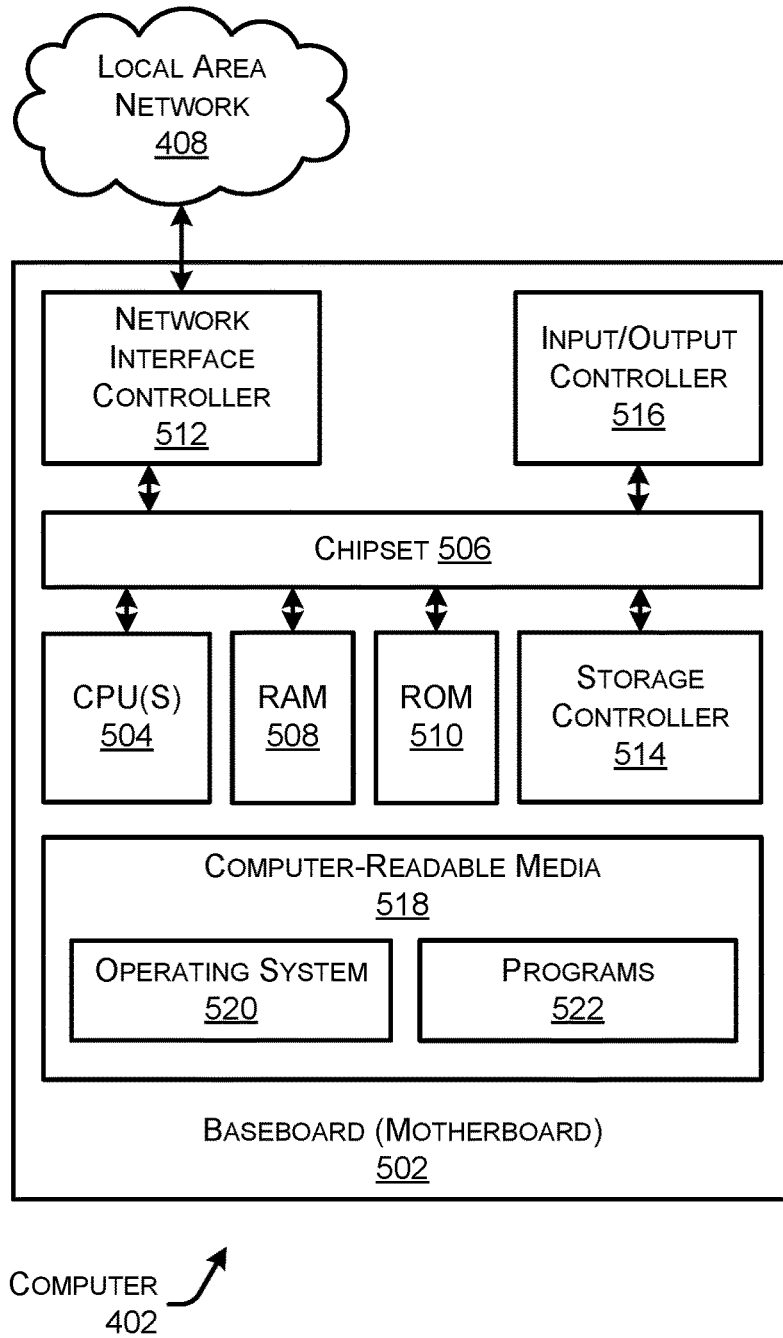 LOCAL AREA
NETWORK
408
NETWORK
INTERFACE
CONTROLLER
512
INPUT/OUTPUT
CONTROLLER
516
CHIPSET 506
CPU(S)
504
RAM
508
ROM
510
STORAGE
CONTROLLER
514
COMPUTER-READABLE MEDIA
518
OPERATING SYSTEM
520
PROGRAMS
522
BASEBOARD (MOTHERBOARD)
502
COMPUTER
402